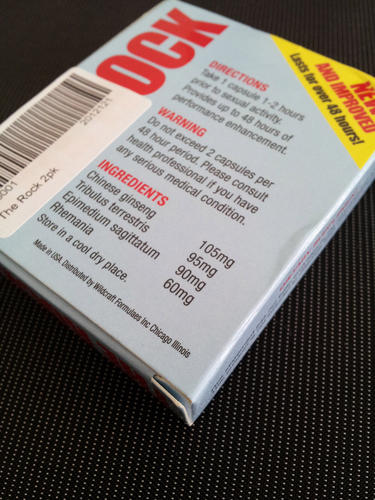 OCK
NEW
AND IMPROVED
Lasts for over 48 hours!
DIRECTIONS
Take 1 capsule 1-2 hours
prior to sexual activity.
Provides up to 48 hours of
performance enhancement.
WARNING
Do not exceed 2 capsules per
48 hour period. Please consult
health professional if you have
any serious medical condition.
INGREDIENTS
Chinese ginseng 105mg
Tribulus terrestris 95mg
Epimedium sagittatum 90mg
Rhemania 60mg
Store in a cool dry place.
Made in USA. Distributed by Wildcraft Formulaes Inc Chicago Illinois
The Rock 2pk